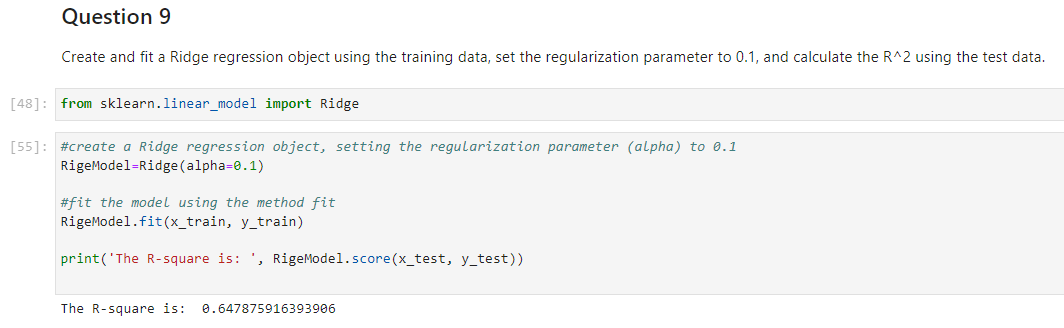 Question 9
Create and fit a Ridge regression object using the training data, set the regularization parameter to 0.1, and calculate the R^2 using the test data.
[48]: from sklearn.linear_model import Ridge
[55]: #create a Ridge regression object, setting the regularization parameter (alpha) to 0.1
RigeModel=Ridge(alpha=0.1)
#fit the model using the method fit
RigeModel.fit(x_train, y_train)
print('The R-square is: ', RigeModel.score(x_test, y_test))
The R-square is:  0.647875916393906